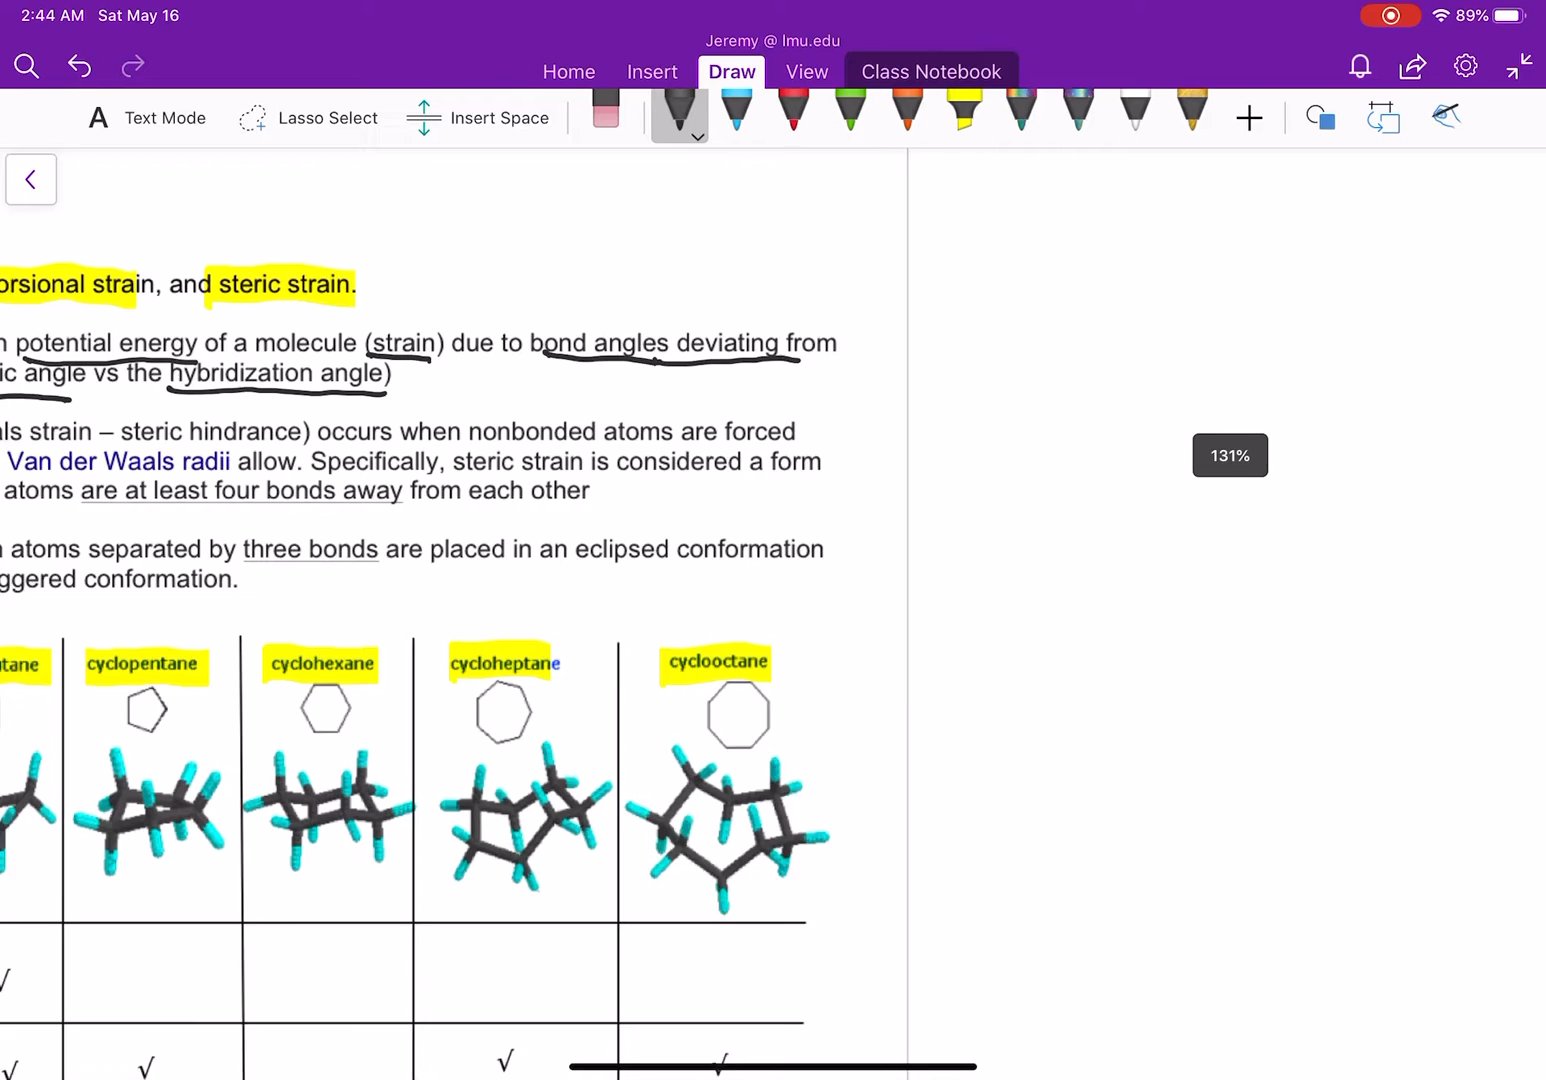 2:44 AM Sat May 16
89%
Jeremy @ lmu.edu
Home Insert Draw View Class Notebook
A Text Mode Lasso Select Insert Space
orsional strain, and steric strain.
n potential energy of a molecule (strain) due to bond angles deviating from
ic angle vs the hybridization angle)
als strain – steric hindrance) occurs when nonbonded atoms are forced
Van der Waals radii allow. Specifically, steric strain is considered a form
131%
atoms are at least four bonds away from each other
n atoms separated by three bonds are placed in an eclipsed conformation
ggered conformation.
tane cyclopentane cyclohexane cycloheptane cyclooctane
√
√ √ √ √